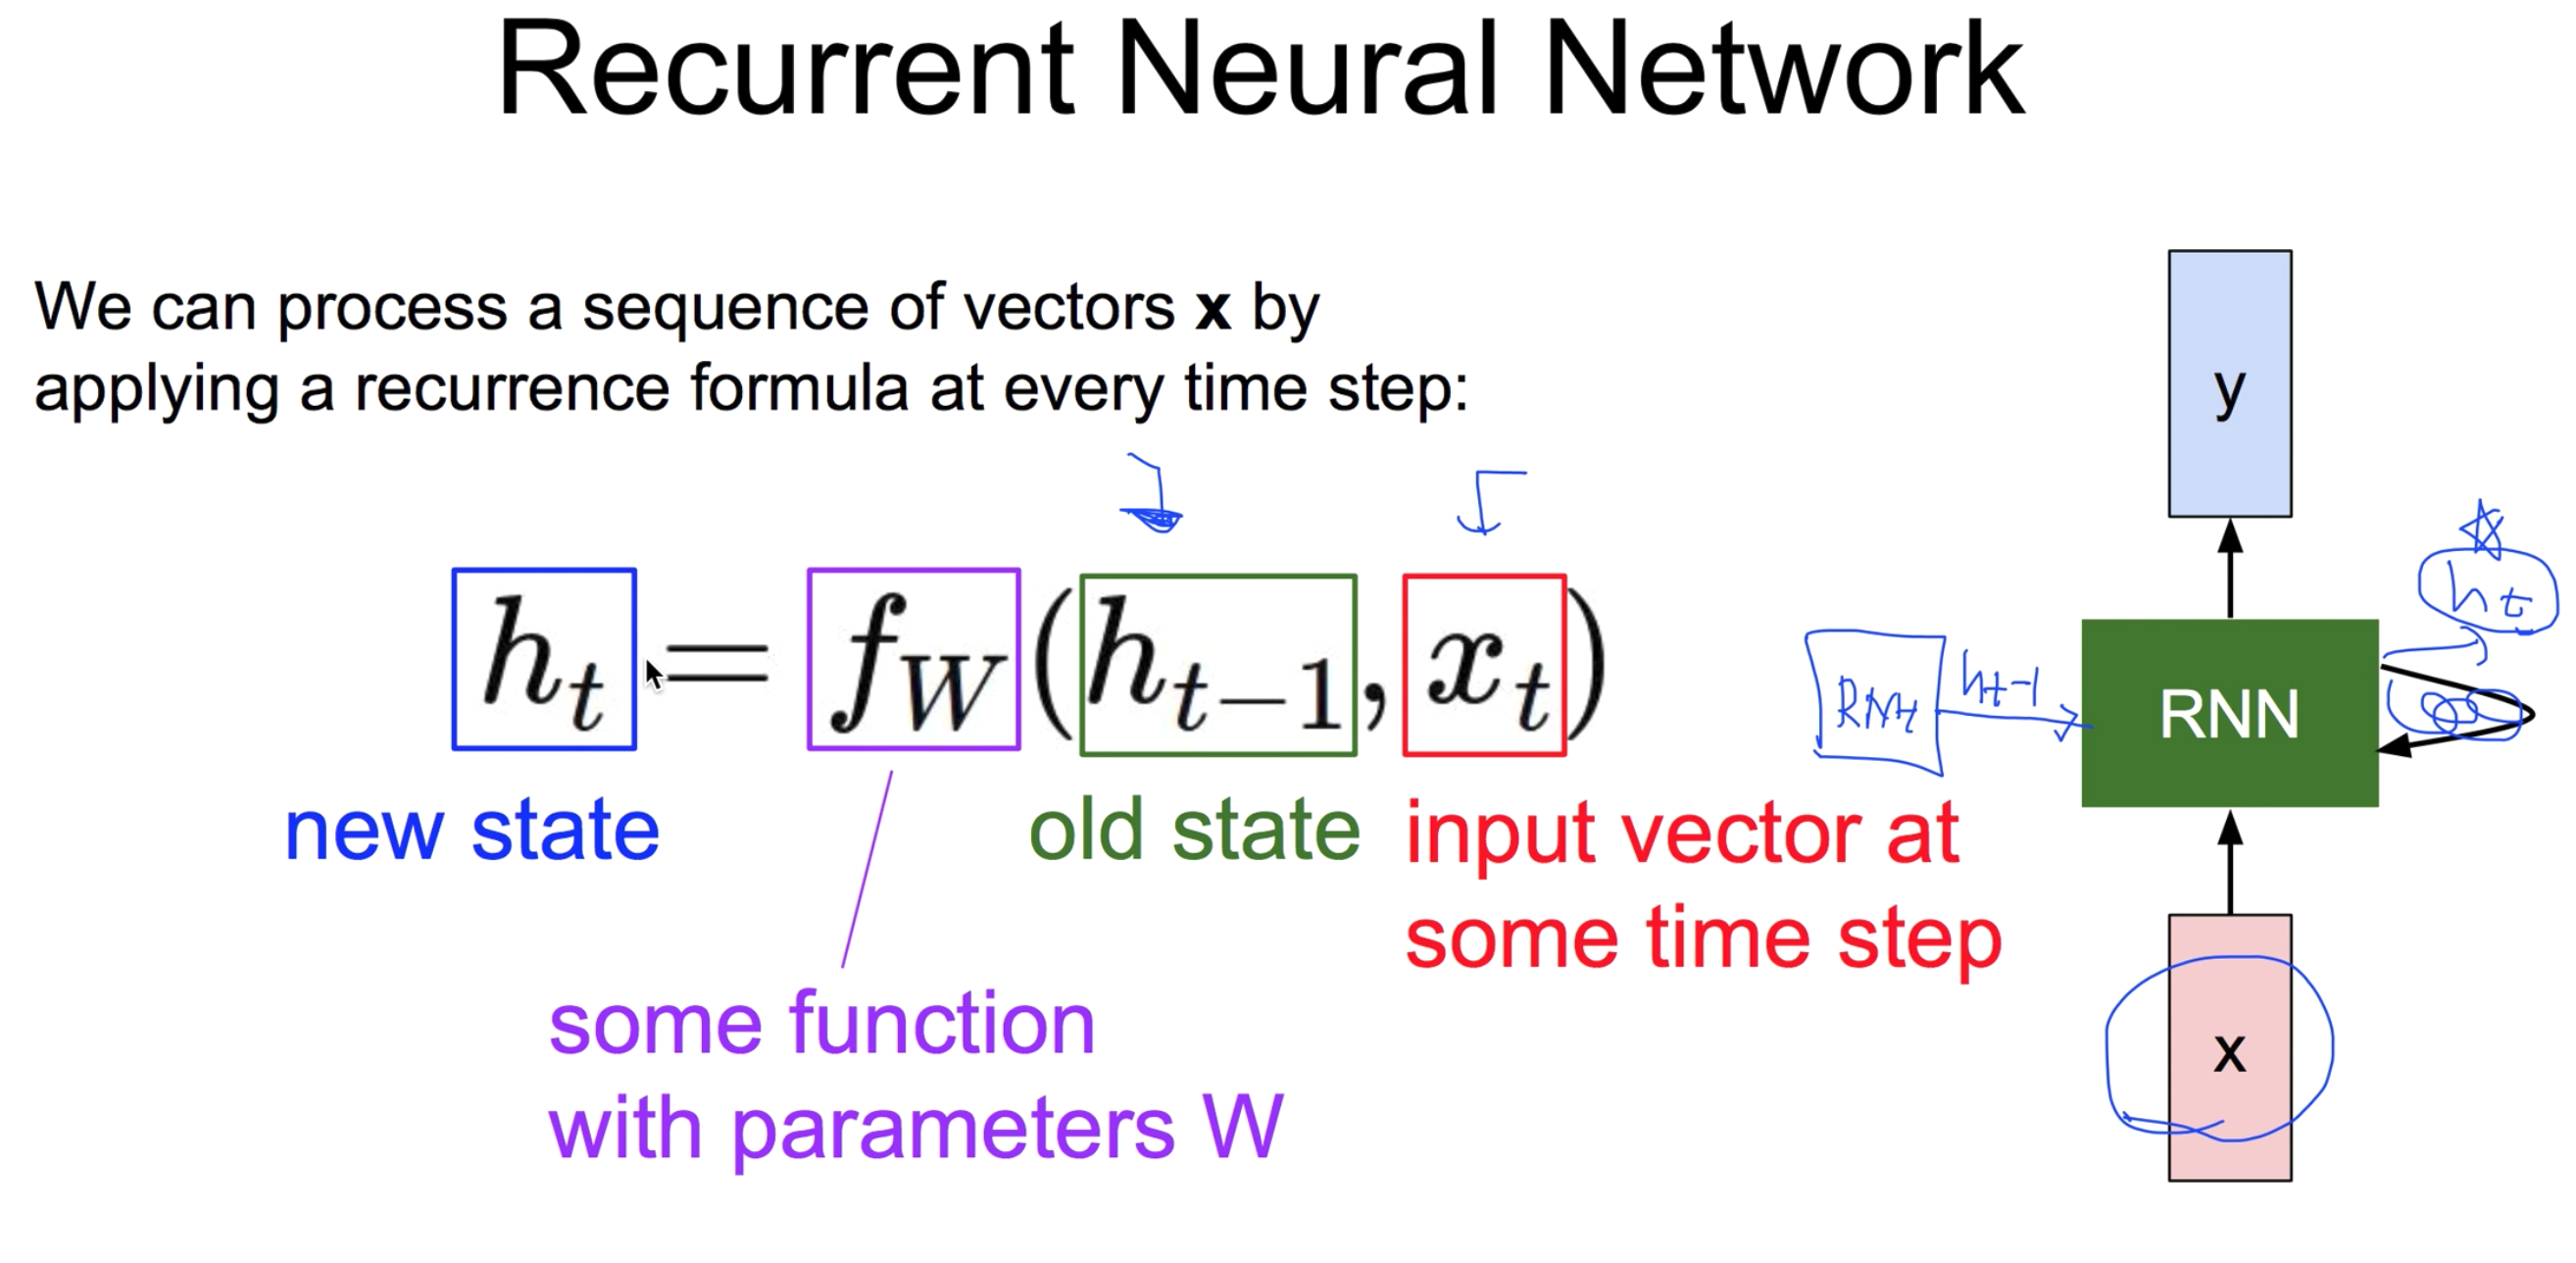 Recurrent Neural Network
We can process a sequence of vectors x by
applying a recurrence formula at every time step:
h_t = f_W(h_{t-1}, x_t)
new state
old state
input vector at
some time step
some function
with parameters W
y
h_t
h_{t-1}
RNN
x